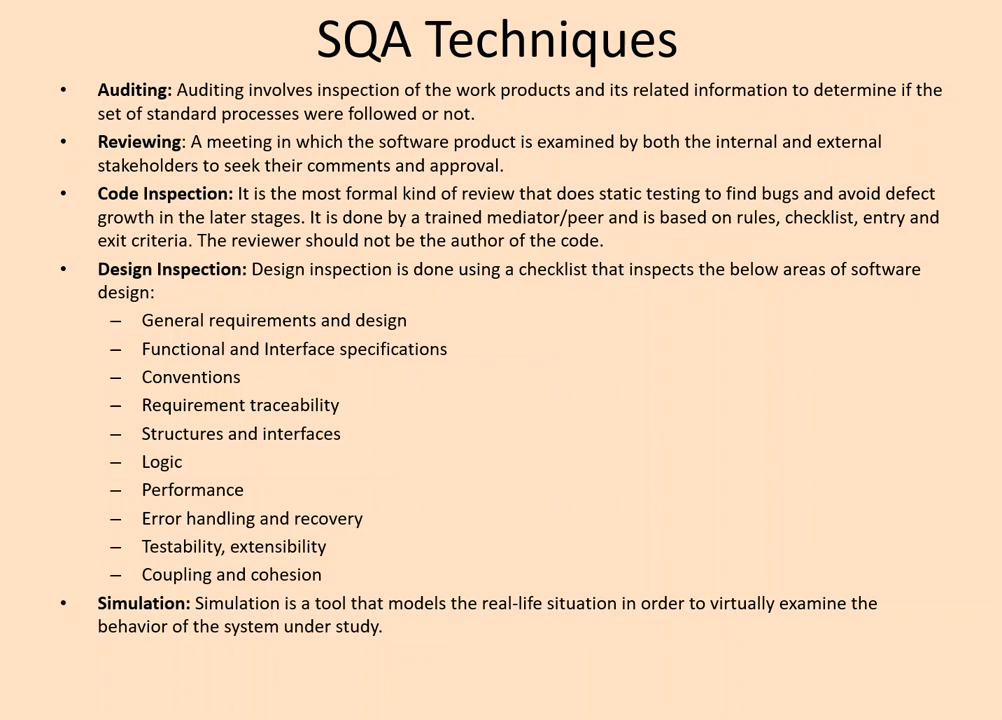 SQA Techniques
• Auditing: Auditing involves inspection of the work products and its related information to determine if the
set of standard processes were followed or not.
• Reviewing: A meeting in which the software product is examined by both the internal and external
stakeholders to seek their comments and approval.
• Code Inspection: It is the most formal kind of review that does static testing to find bugs and avoid defect
growth in the later stages. It is done by a trained mediator/peer and is based on rules, checklist, entry and
exit criteria. The reviewer should not be the author of the code.
• Design Inspection: Design inspection is done using a checklist that inspects the below areas of software
design:
– General requirements and design
– Functional and Interface specifications
– Conventions
– Requirement traceability
– Structures and interfaces
– Logic
– Performance
– Error handling and recovery
– Testability, extensibility
– Coupling and cohesion
• Simulation: Simulation is a tool that models the real-life situation in order to virtually examine the
behavior of the system under study.